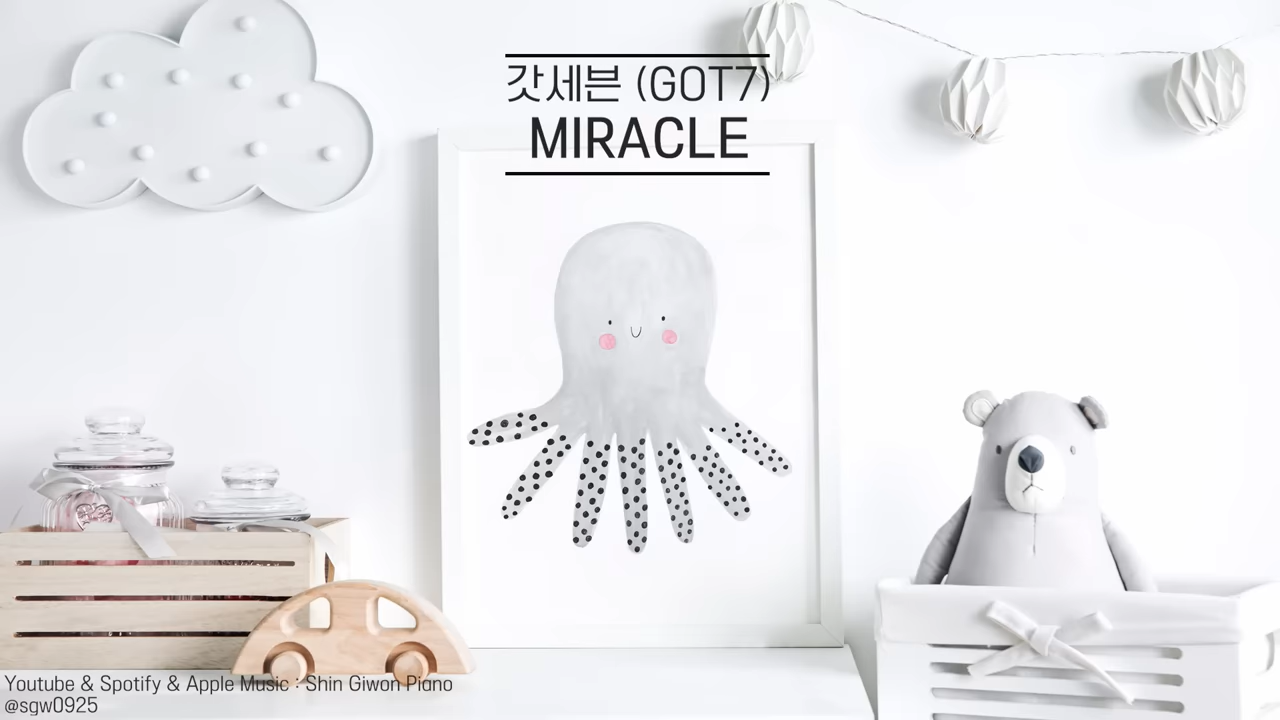 갓세븐 (GOT7)
MIRACLE
Youtube & Spotify & Apple Music : Shin Giwon Piano
@sgw0925